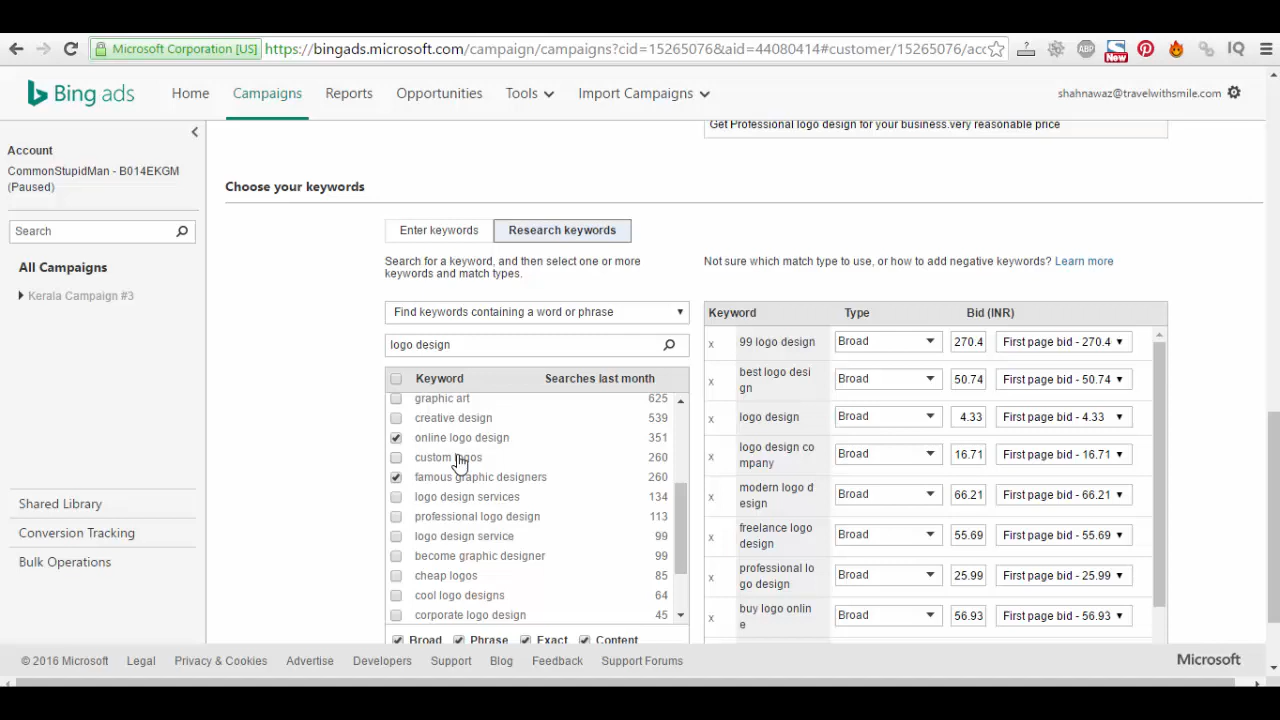 Microsoft Corporation [US]
https://bingads.microsoft.com/campaign/campaigns?cid=15265076&aid=44080414#customer/15265076/acc
ABP
New
IQ
Bing ads
Home
Campaigns
Reports
Opportunities
Tools
Import Campaigns
shahnawaz@travelwithsmile.com
Account
CommonStupidMan - B014EKGM
(Paused)
Search
All Campaigns
Kerala Campaign #3
Shared Library
Conversion Tracking
Bulk Operations
Get Professional logo design for your business.very reasonable price
Choose your keywords
Enter keywords
Research keywords
Search for a keyword, and then select one or more
keywords and match types.
Not sure which match type to use, or how to add negative keywords? Learn more
Find keywords containing a word or phrase
logo design
Keyword Searches last month
graphic art 625
creative design 539
online logo design 351
custom logos 260
famous graphic designers 260
logo design services 134
professional logo design 113
logo design service 99
become graphic designer 99
cheap logos 85
cool logo designs 64
corporate logo design 45
Broad Phrase Exact Content
Keyword Type Bid (INR)
x 99 logo design Broad 270.4 First page bid - 270.4
x best logo desi
gn Broad 50.74 First page bid - 50.74
x logo design Broad 4.33 First page bid - 4.33
x logo design co
mpany Broad 16.71 First page bid - 16.71
x modern logo d
esign Broad 66.21 First page bid - 66.21
x freelance logo
design Broad 55.69 First page bid - 55.69
x professional lo
go design Broad 25.99 First page bid - 25.99
x buy logo onlin
e Broad 56.93 First page bid - 56.93
© 2016 Microsoft
Legal
Privacy & Cookies
Advertise
Developers
Support
Blog
Feedback
Support Forums
Microsoft